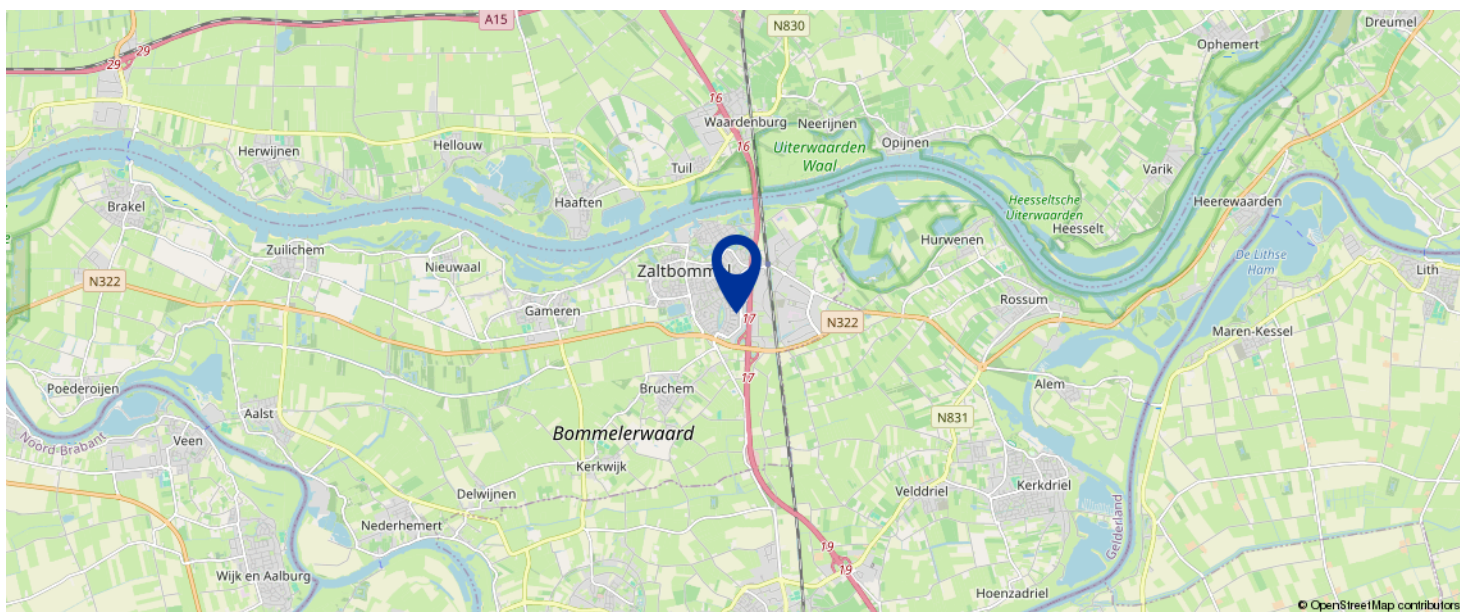 A15
N830
Dreumel
Ophemert
29
29
16
Waardenburg
Neerijnen
Opijnen
16
Uiterwaarden
Waal
Herwijnen
Hellouw
Tuil
Varik
Brakel
Haaften
Heesseltsche
Uiterwaarden
Heesselt
Heerewaarden
Zuilichem
Nieuwaal
Zaltbommel
Hurwenen
De Lithse
Ham
Lith
N322
Gameren
17
N322
Rossum
Maren-Kessel
Poederoijen
Bruchem
17
Alem
Aalst
Noord-Brabant
Veen
Bommelerwaard
N831
Kerkwijk
Delwijnen
Velddriel
Kerkdriel
Nederhemert
Gelderland
Wijk en Aalburg
19
19
Hoenzadriel
© OpenStreetMap contributors